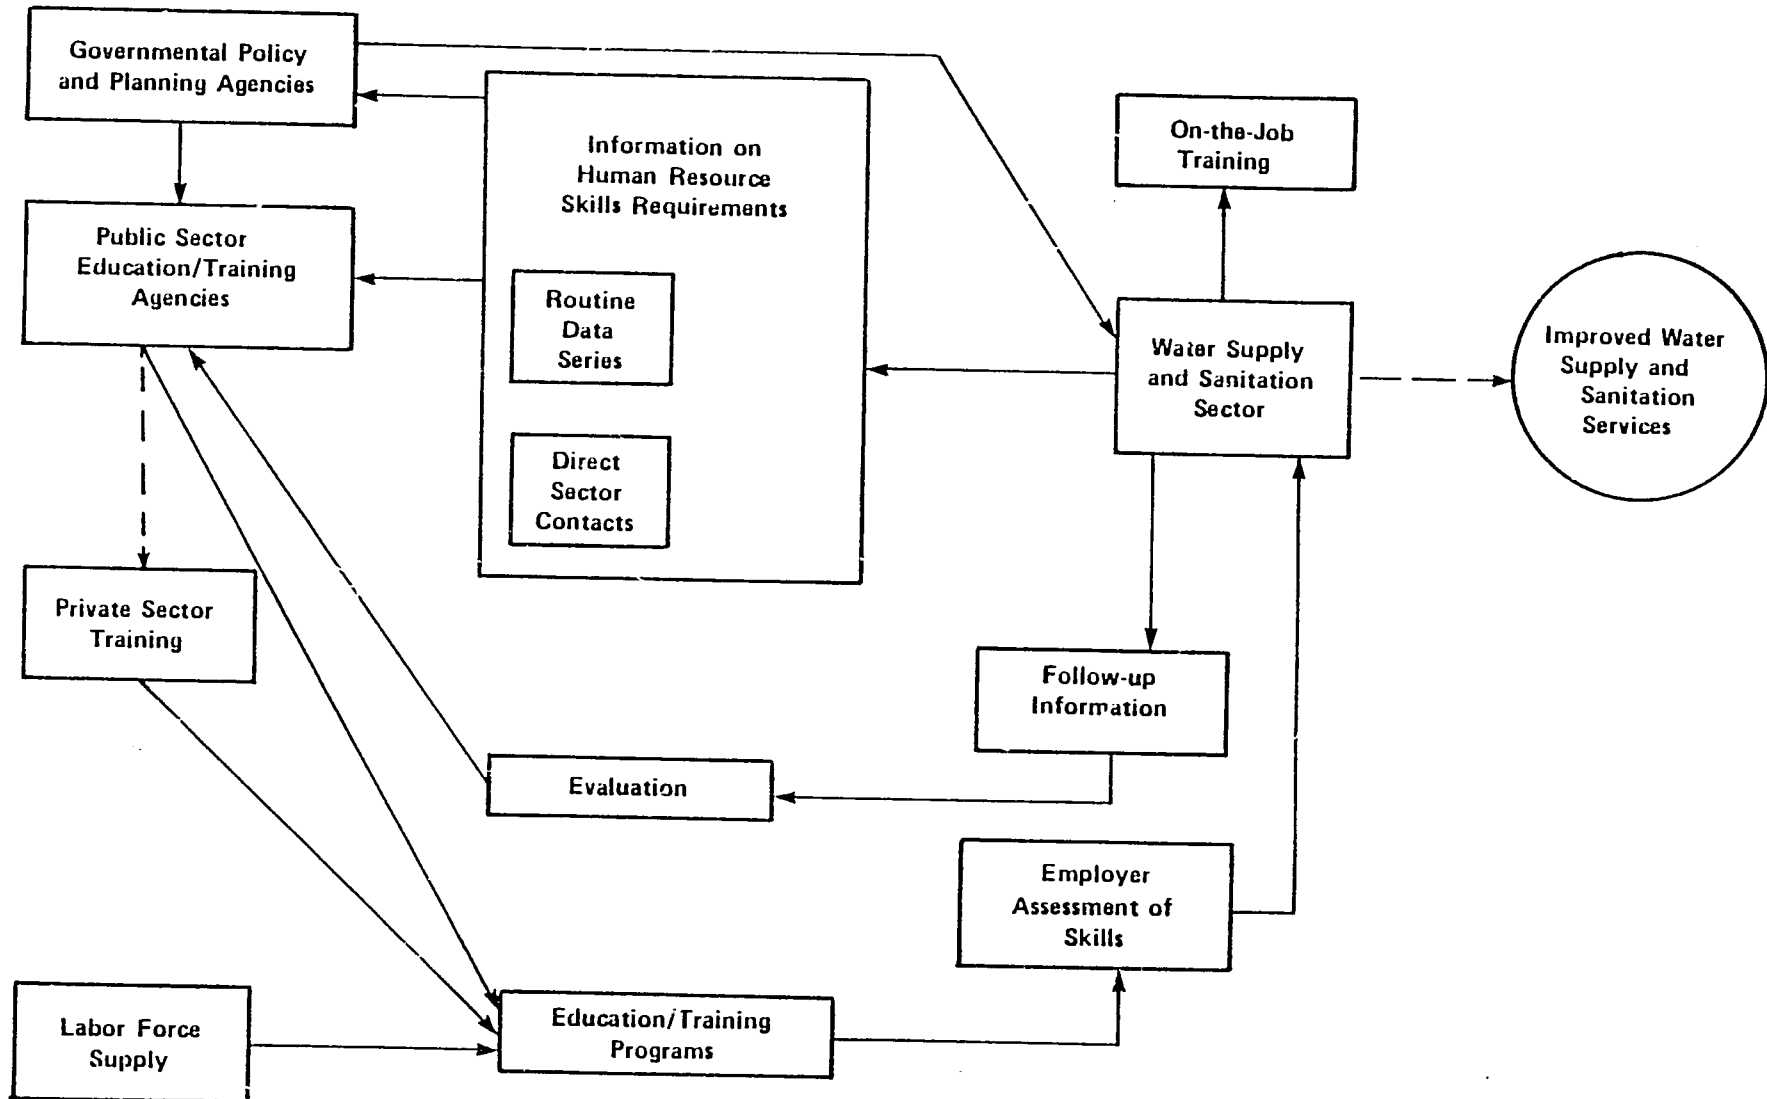 Governmental Policy
and Planning Agencies
Information on
Human Resource
Skills Requirements
On-the-Job
Training
Public Sector
Education/Training
Agencies
Routine
Data
Series
Direct
Sector
Contacts
Water Supply
and Sanitation
Sector
Improved Water
Supply and
Sanitation
Services
Private Sector
Training
Follow-up
Information
Evaluation
Employer
Assessment of
Skills
Labor Force
Supply
Education/Training
Programs